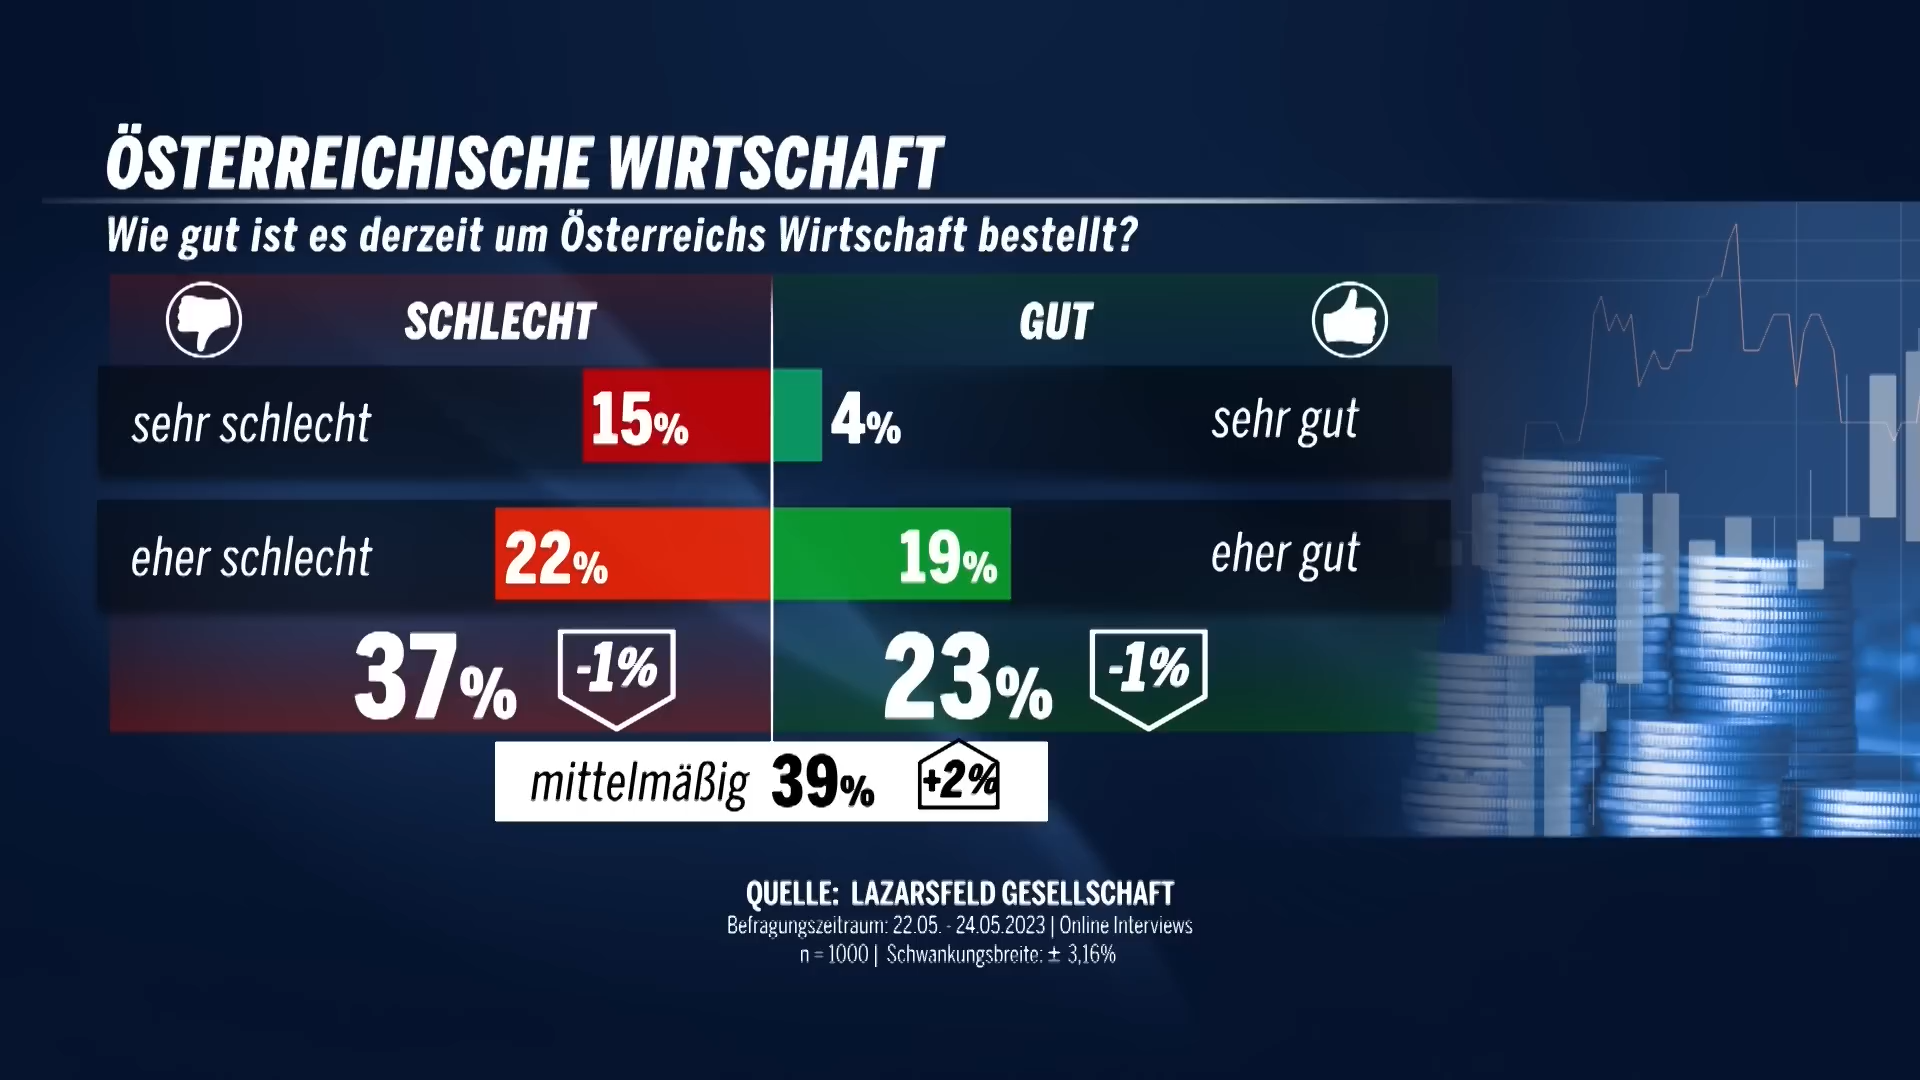 ÖSTERREICHISCHE WIRTSCHAFT
Wie gut ist es derzeit um Österreichs Wirtschaft bestellt?
SCHLECHT GUT
sehr schlecht 15% 4% sehr gut
eher schlecht 22% 19% eher gut
37% -1% 23% -1%
mittelmäßig 39% +2%
QUELLE: LAZARSFELD GESELLSCHAFT
Befragungszeitraum: 22.05. - 24.05.2023 | Online Interviews
n = 1000 | Schwankungsbreite: ± 3,16%